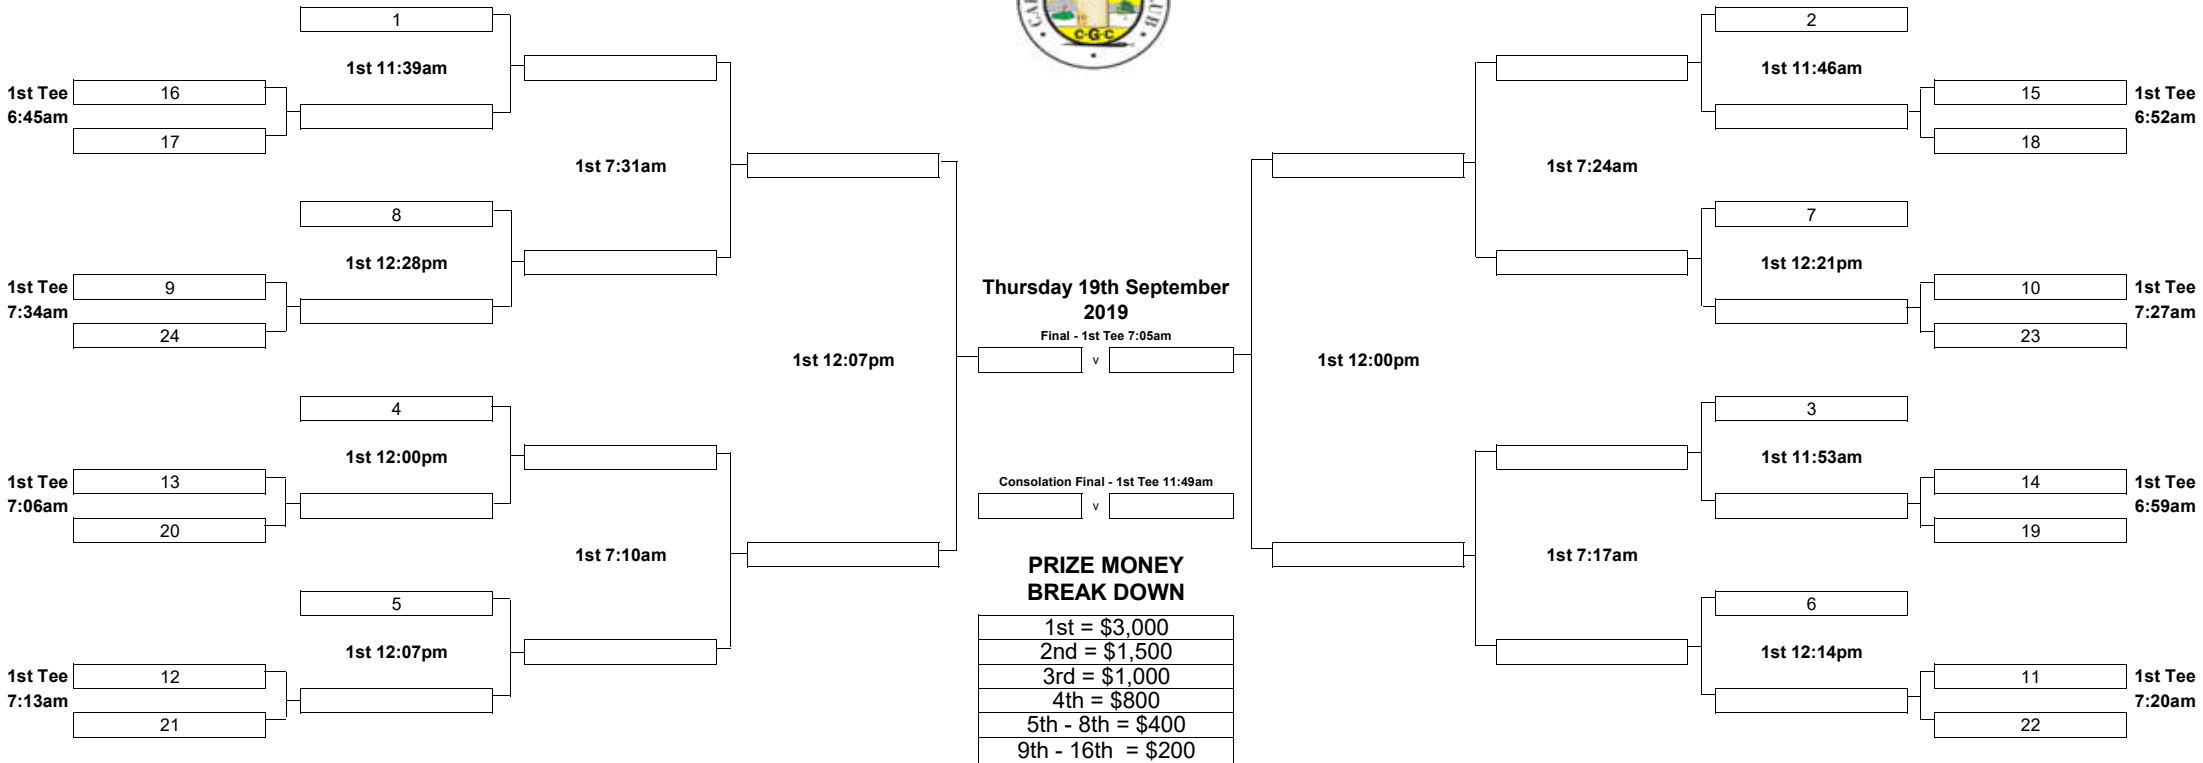 1
1st 11:39am
1st Tee
6:45am
16
17
1st 7:31am
8
1st 12:28pm
1st Tee
7:34am
9
24
1st 12:07pm
4
1st 12:00pm
1st Tee
7:06am
13
20
1st 7:10am
5
1st 12:07pm
1st Tee
7:13am
12
21
C·G·C
Thursday 19th September
2019
Final - 1st Tee 7:05am
v
Consolation Final - 1st Tee 11:49am
v
PRIZE MONEY
BREAK DOWN
1st = $3,000
2nd = $1,500
3rd = $1,000
4th = $800
5th - 8th = $400
9th - 16th = $200
2
1st 11:46am
15
18
1st Tee
6:52am
1st 7:24am
7
1st 12:21pm
10
23
1st Tee
7:27am
1st 12:00pm
3
1st 11:53am
14
19
1st Tee
6:59am
1st 7:17am
6
1st 12:14pm
11
22
1st Tee
7:20am